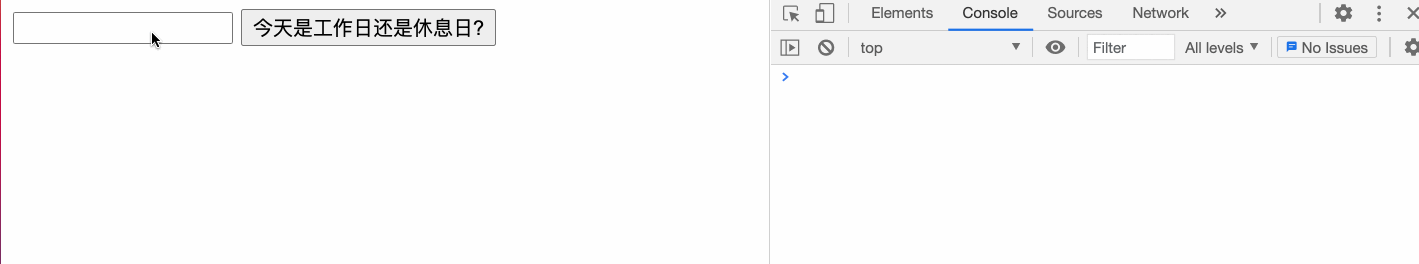 今天是工作日还是休息日?
Elements Console Sources Network
top Filter All levels No Issues